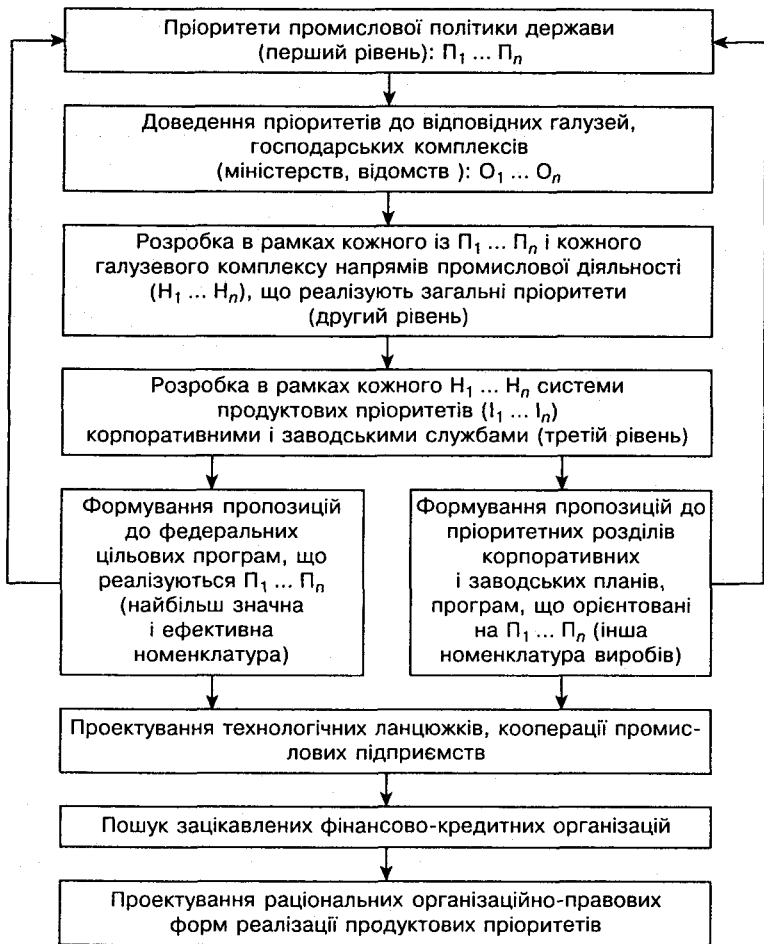 Пріоритети промислової політики держави
(перший рівень): П₁ ... Пₙ
Доведення пріоритетів до відповідних галузей,
господарських комплексів
(міністерств, відомств ): О₁ ... Оₙ
Розробка в рамках кожного із П₁ ... Пₙ і кожного
галузевого комплексу напрямів промислової діяльності
(Н₁ ... Нₙ), що реалізують загальні пріоритети
(другий рівень)
Розробка в рамках кожного Н₁ ... Нₙ системи
продуктових пріоритетів (І₁ ... Іₙ)
корпоративними і заводськими службами (третій рівень)
Формування пропозицій
до федеральних
цільових програм, що
реалізуються П₁ ... Пₙ
(найбільш значна
і ефективна
номенклатура)
Формування пропозицій до
пріоритетних розділів
корпоративних
і заводських планів,
програм, що орієнтовані
на П₁ ... Пₙ (інша
номенклатура виробів)
Проектування технологічних ланцюжків, кооперації промис-
лових підприємств
Пошук зацікавлених фінансово-кредитних організацій
Проектування раціональних організаційно-правових
форм реалізації продуктових пріоритетів